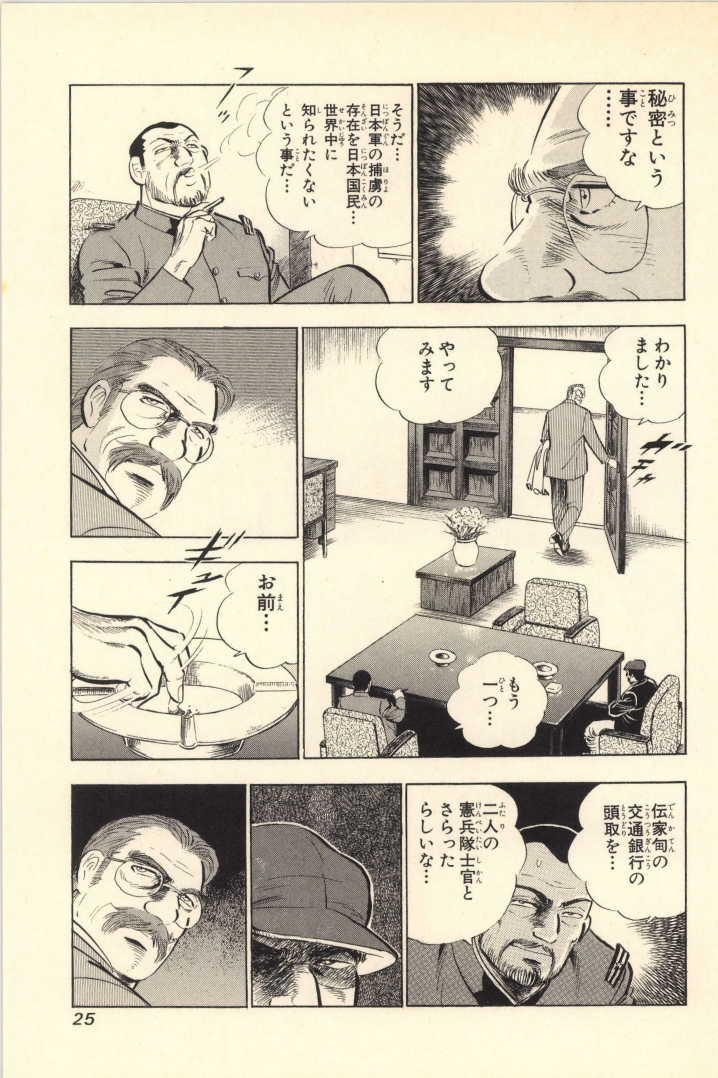 秘密という
事ですな
……
そうだ…
日本軍の捕虜の
存在を日本国民…
世界中に
知られたくない
という事だ…
わかり
ました…
やって
みます
もう
一つ…
お前…
ギュイ
伝家甸の
交通銀行の
頭取を…
二人の
憲兵隊士官と
さらった
らしいな…
25